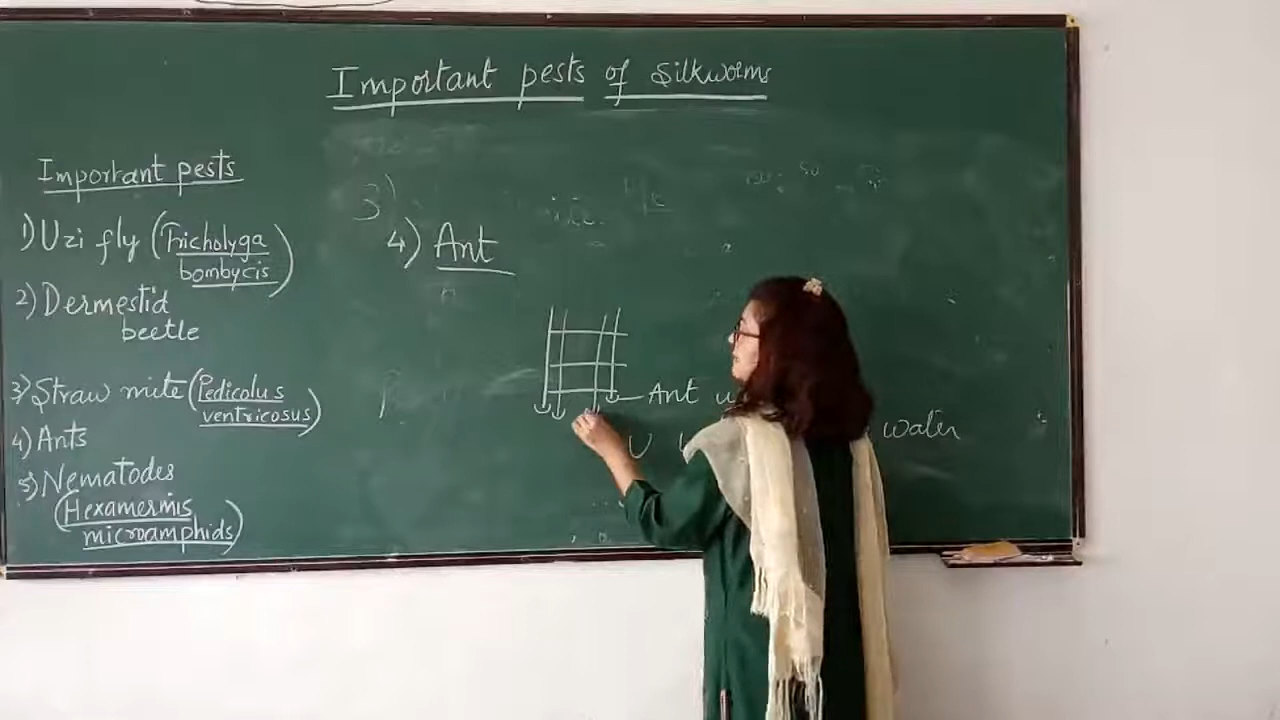 Important pests of Silkworms
Important pests
1) Uzi fly (Tricholyga
bombycis)
2) Dermestid
beetle
3) Straw mite (Pedicolus
ventricosus)
4) Ants
5) Nematodes
(Hexamermis
microamphids)
3)
4) Ant
Ant
water